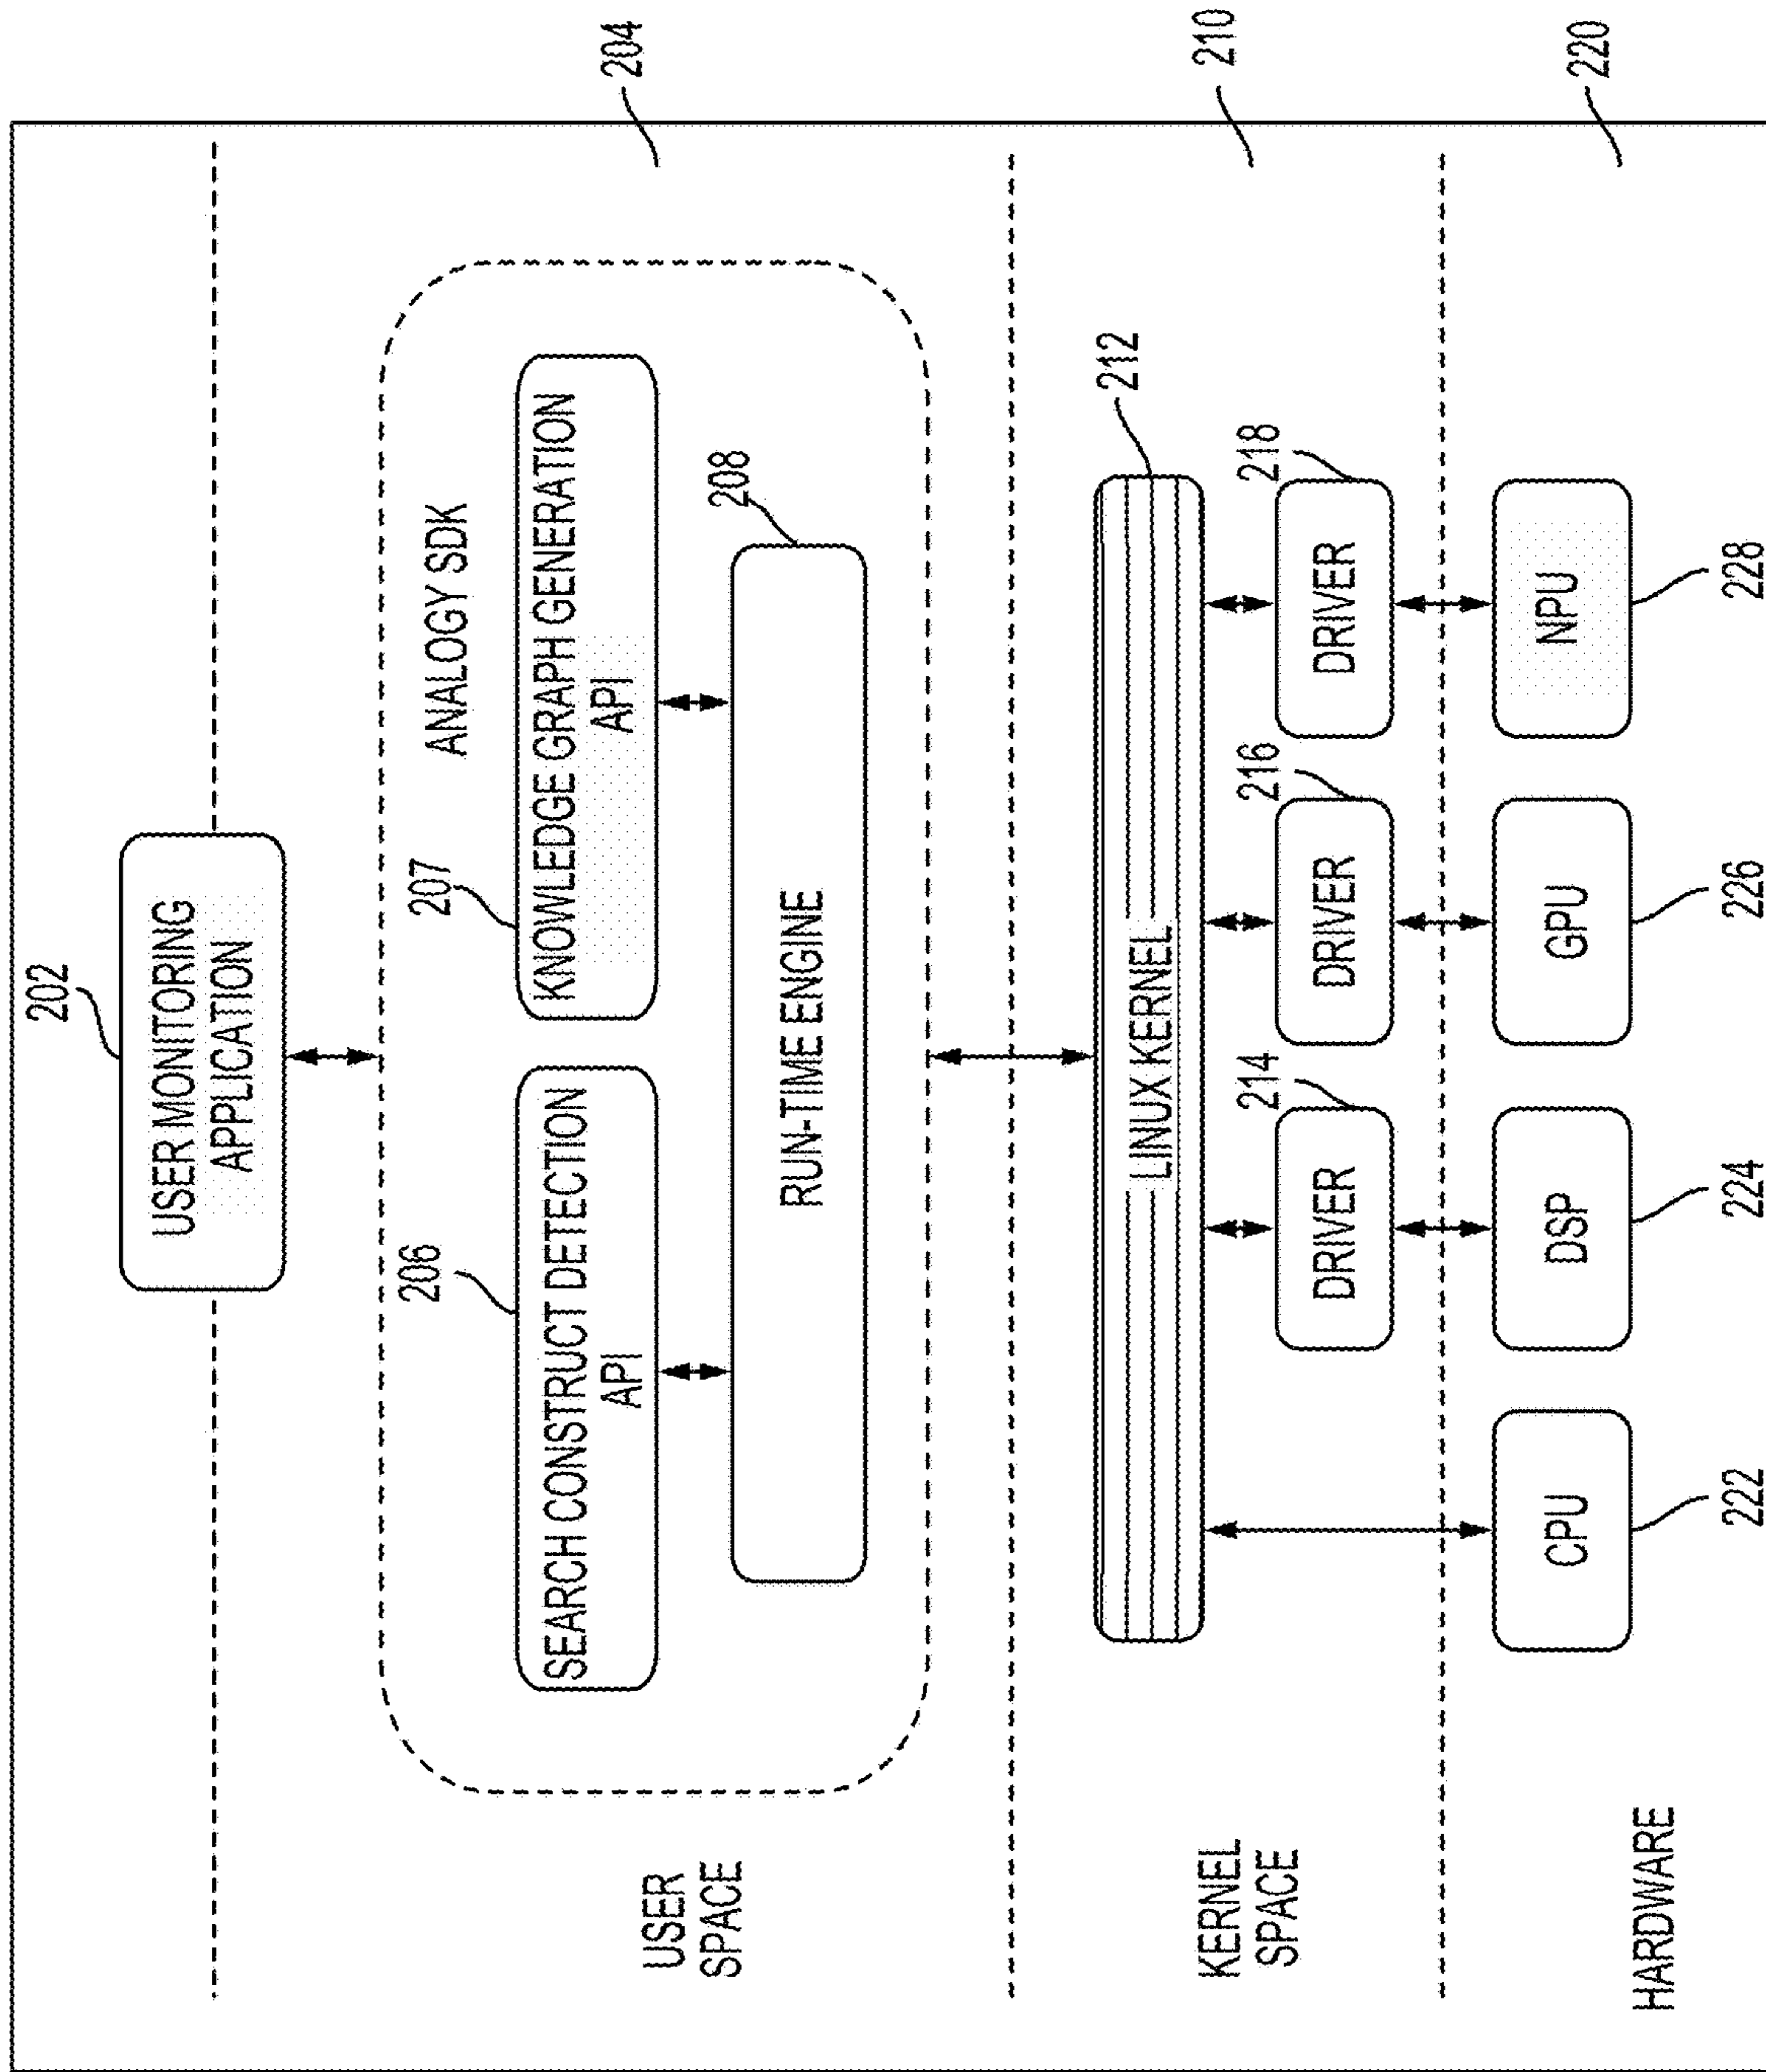 202
USER MONITORING
APPLICATION
ANALOGY SDK
206
SEARCH CONSTRUCT DETECTION
API
207
KNOWLEDGE GRAPH GENERATION
API
208
RUN-TIME ENGINE
USER
SPACE
204
212
LINUX KERNEL
214
DRIVER
216
DRIVER
218
DRIVER
KERNEL
SPACE
210
CPU
DSP
GPU
NPU
222
224
226
228
HARDWARE
220